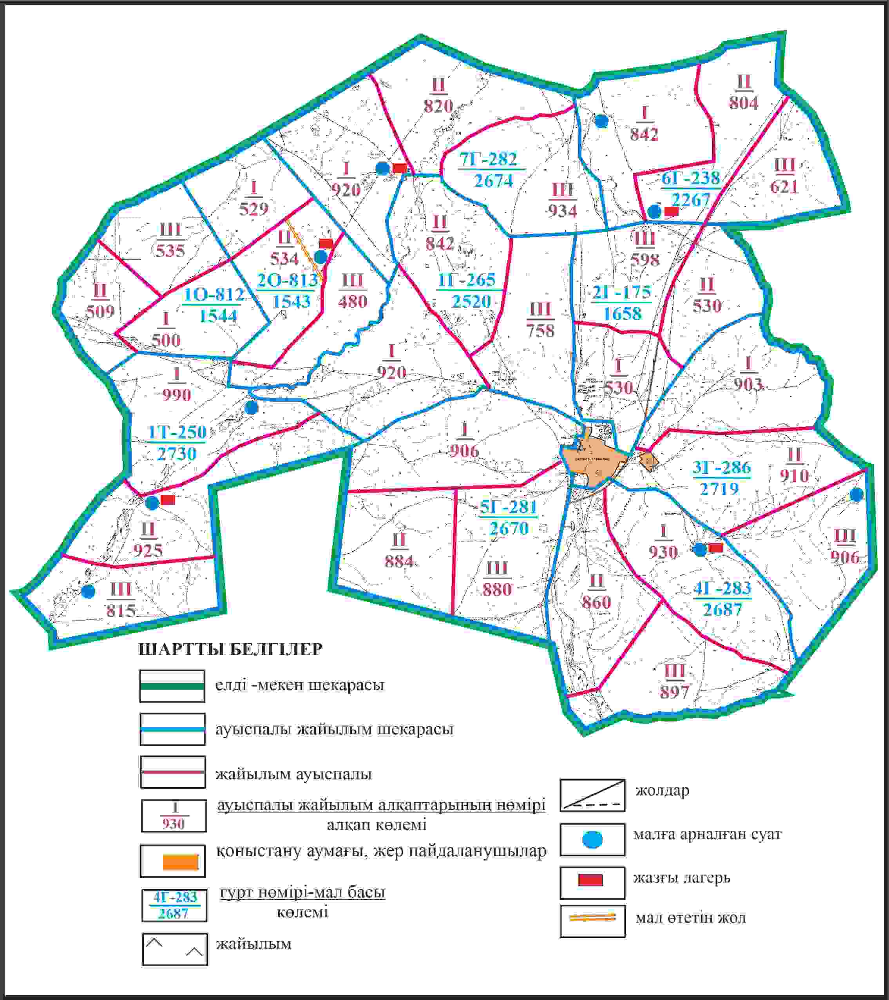 II
820
II
804
I
842
7Г-282
2674
III
621
I
920
6Г-238
2267
III
934
I
529
II
842
III
535
II
534
III
598
2О-813
1543
III
480
1Г-265
2520
II
530
II
509
1О-812
1544
2Г-175
1658
III
758
I
500
I
920
I
530
I
903
I
990
1Т-250
2730
I
906
3Г-286
2719
II
910
5Г-281
2670
II
925
II
884
I
930
III
906
III
880
II
860
4Г-283
2687
III
815
III
897
ШАРТТЫ БЕЛГІЛЕР
елді -мекен шекарасы
ауыспалы жайылым шекарасы
жайылым ауыспалы
I
930
ауыспалы жайылым алқаптарының нөмірі
алқап көлемі
қоныстану аумағы, жер пайдаланушылар
4Г-283
2687
гурт нөмірі-мал басы
көлемі
жайылым
жолдар
малға арналған суат
жазғы лагерь
мал өтетін жол